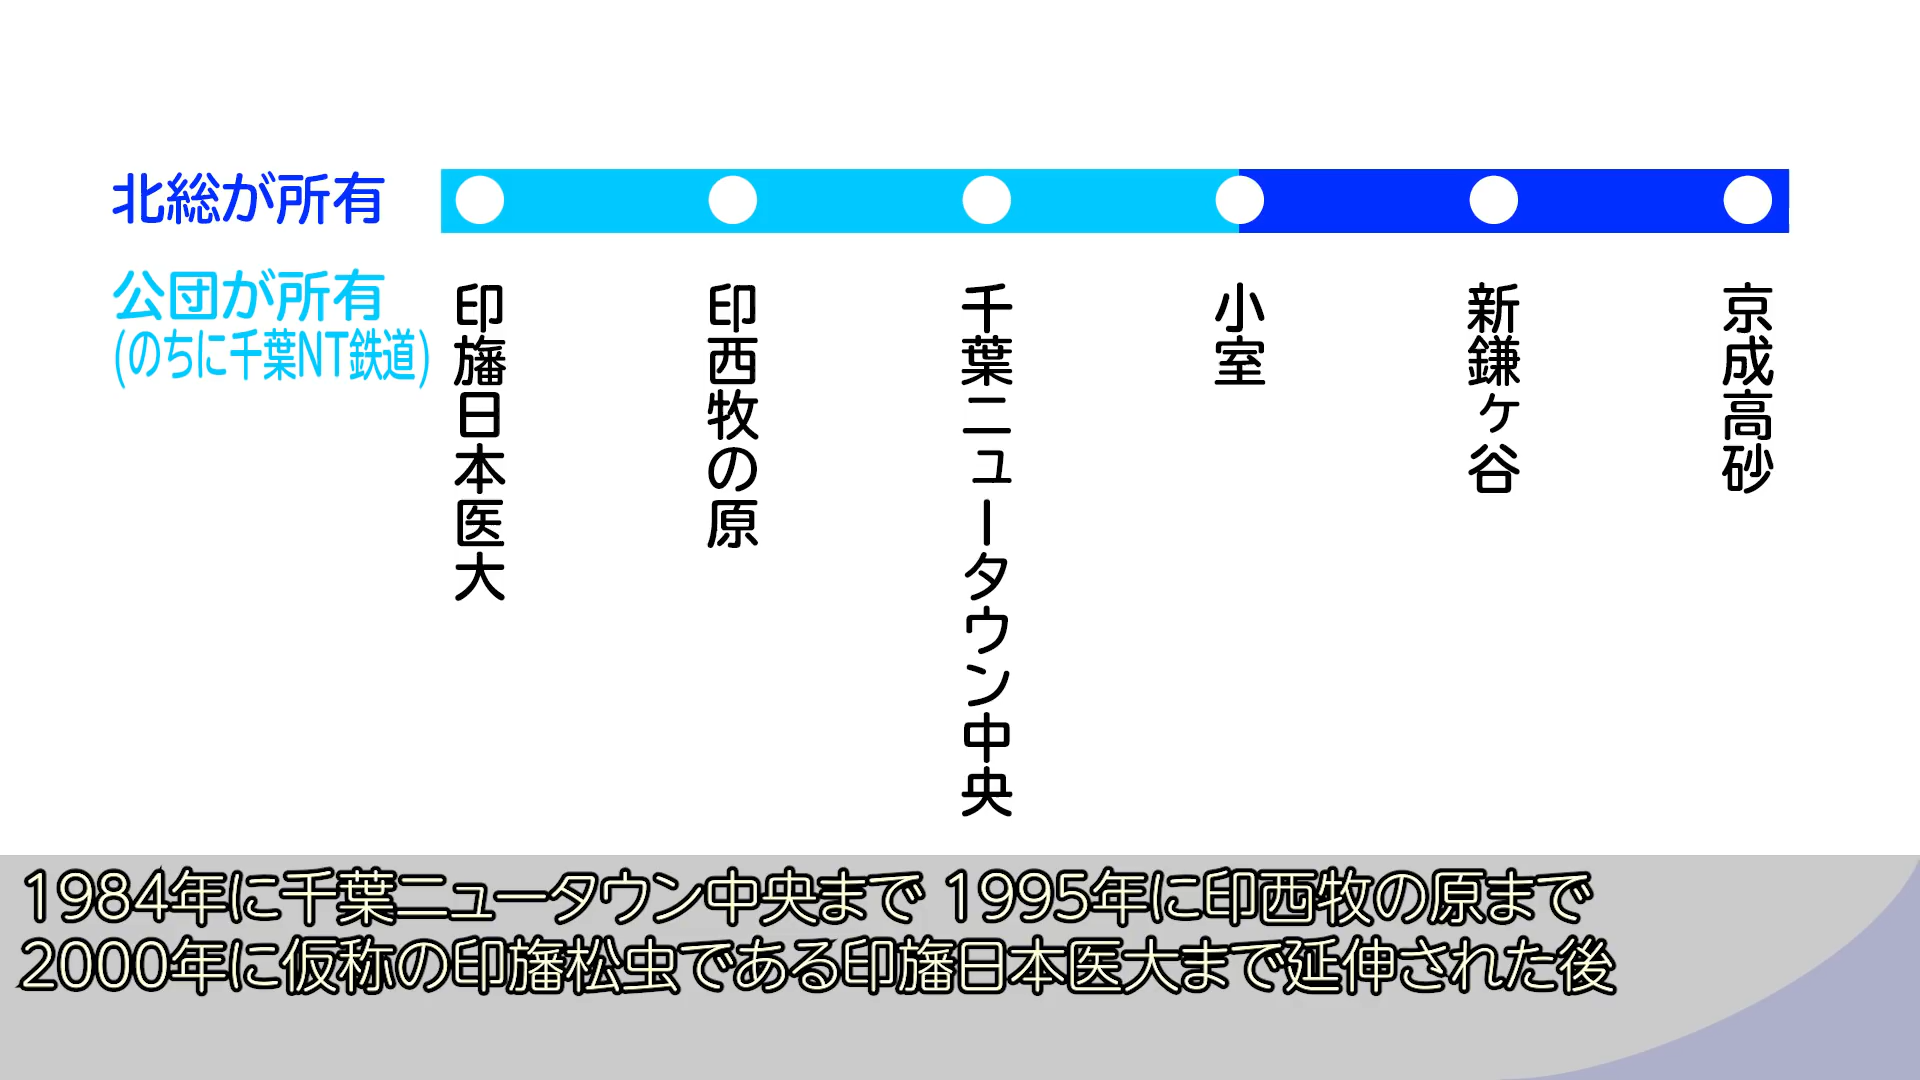 北総が所有
公団が所有
(のちに千葉NT鉄道)
印旛日本医大
印西牧の原
千葉ニュータウン中央
小室
新鎌ヶ谷
京成高砂
1984年に千葉ニュータウン中央まで 1995年に印西牧の原まで
2000年に仮称の印旛松虫である印旛日本医大まで延伸された後